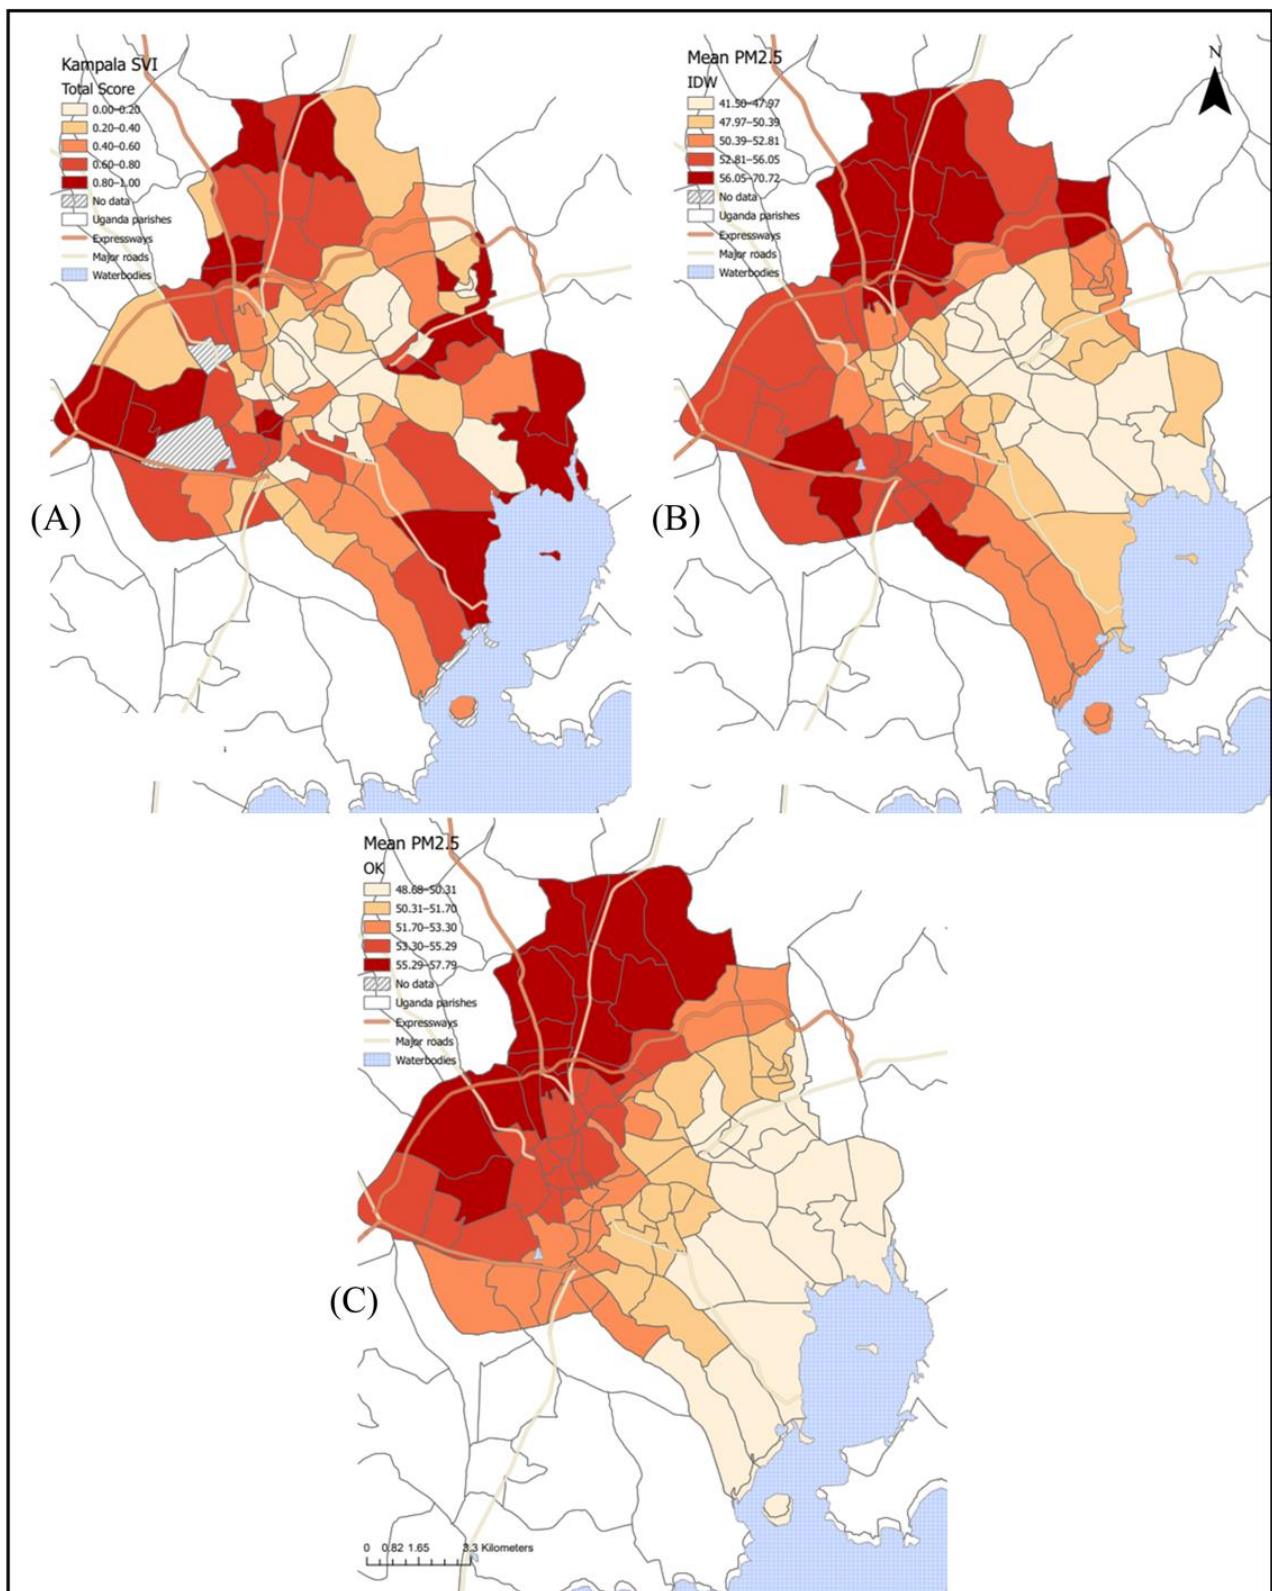 Kampala SVI
Total Score
0.00–0.20
0.20–0.40
0.40–0.60
0.60–0.80
0.80–1.00
No data
Uganda parishes
Expressways
Major roads
Waterbodies
(A)
Mean PM2.5
IDW
41.50–47.97
47.97–50.39
50.39–52.81
52.81–56.05
56.05–70.72
No data
Uganda parishes
Expressways
Major roads
Waterbodies
N
(B)
Mean PM2.5
OK
48.68–50.31
50.31–51.70
51.70–53.30
53.30–55.29
55.29–57.79
No data
Uganda parishes
Expressways
Major roads
Waterbodies
(C)
0 0.82 1.65 3.3 Kilometers